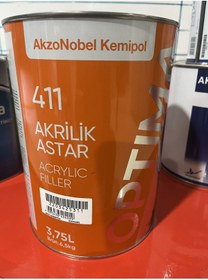 AkzoNobel Kemipol
411
AKRİLİK
ASTAR
ACRYLIC
FILLER
OPTIMA
3,75L